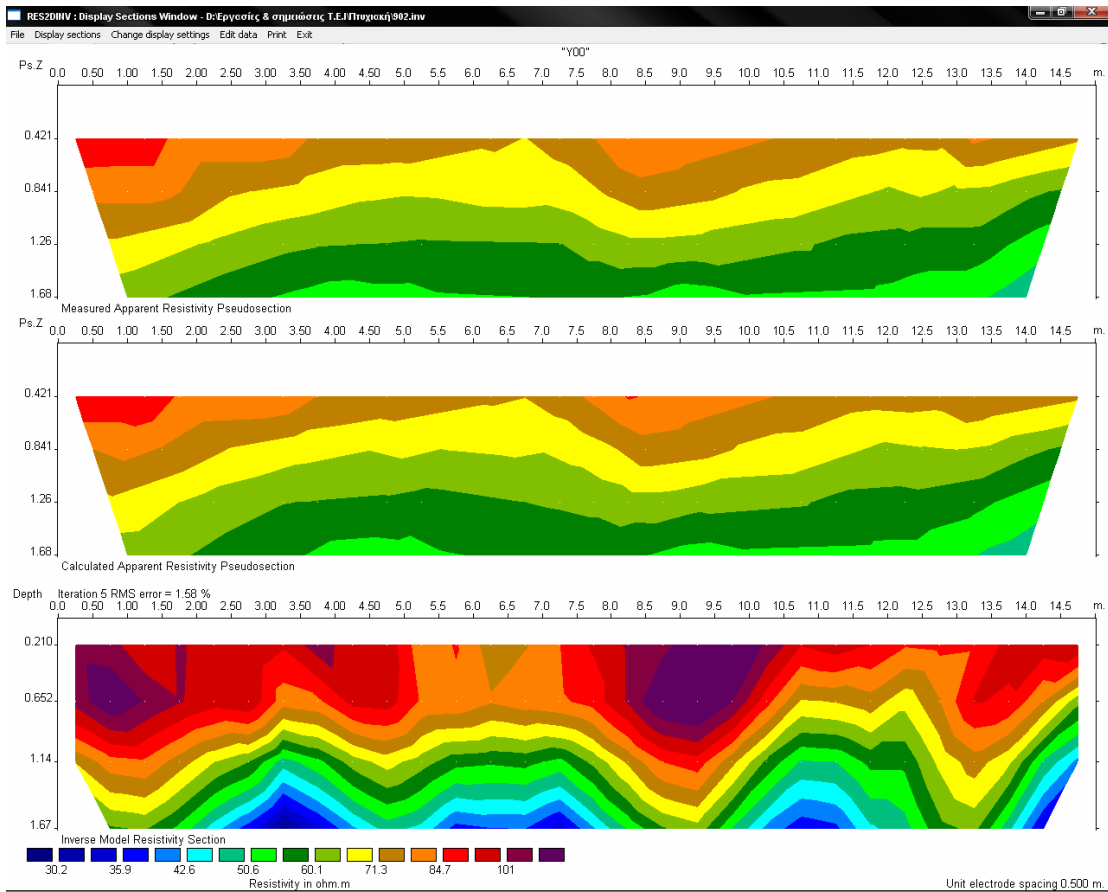 RES2DINV : Display Sections Window - D:\Εργασίες & σημειώσεις Τ.Ε.Ι\Πτυχιακή\902.inv
File Display sections Change display settings Edit data Print Exit
"Y00"
Ps.Z 0.0 0.50 1.00 1.50 2.00 2.50 3.00 3.50 4.00 4.50 5.0 5.5 6.0 6.5 7.0 7.5 8.0 8.5 9.0 9.5 10.0 10.5 11.0 11.5 12.0 12.5 13.0 13.5 14.0 14.5 m.
0.421
0.841
1.26
1.68
Measured Apparent Resistivity Pseudosection
Ps.Z 0.0 0.50 1.00 1.50 2.00 2.50 3.00 3.50 4.00 4.50 5.0 5.5 6.0 6.5 7.0 7.5 8.0 8.5 9.0 9.5 10.0 10.5 11.0 11.5 12.0 12.5 13.0 13.5 14.0 14.5 m.
0.421
0.841
1.26
1.68
Calculated Apparent Resistivity Pseudosection
Depth Iteration 5 RMS error = 1.58 %
0.0 0.50 1.00 1.50 2.00 2.50 3.00 3.50 4.00 4.50 5.0 5.5 6.0 6.5 7.0 7.5 8.0 8.5 9.0 9.5 10.0 10.5 11.0 11.5 12.0 12.5 13.0 13.5 14.0 14.5 m.
0.210
0.652
1.14
1.67
Inverse Model Resistivity Section
30.2 35.9 42.6 50.6 60.1 71.3 84.7 101
Resistivity in ohm.m Unit electrode spacing 0.500 m.